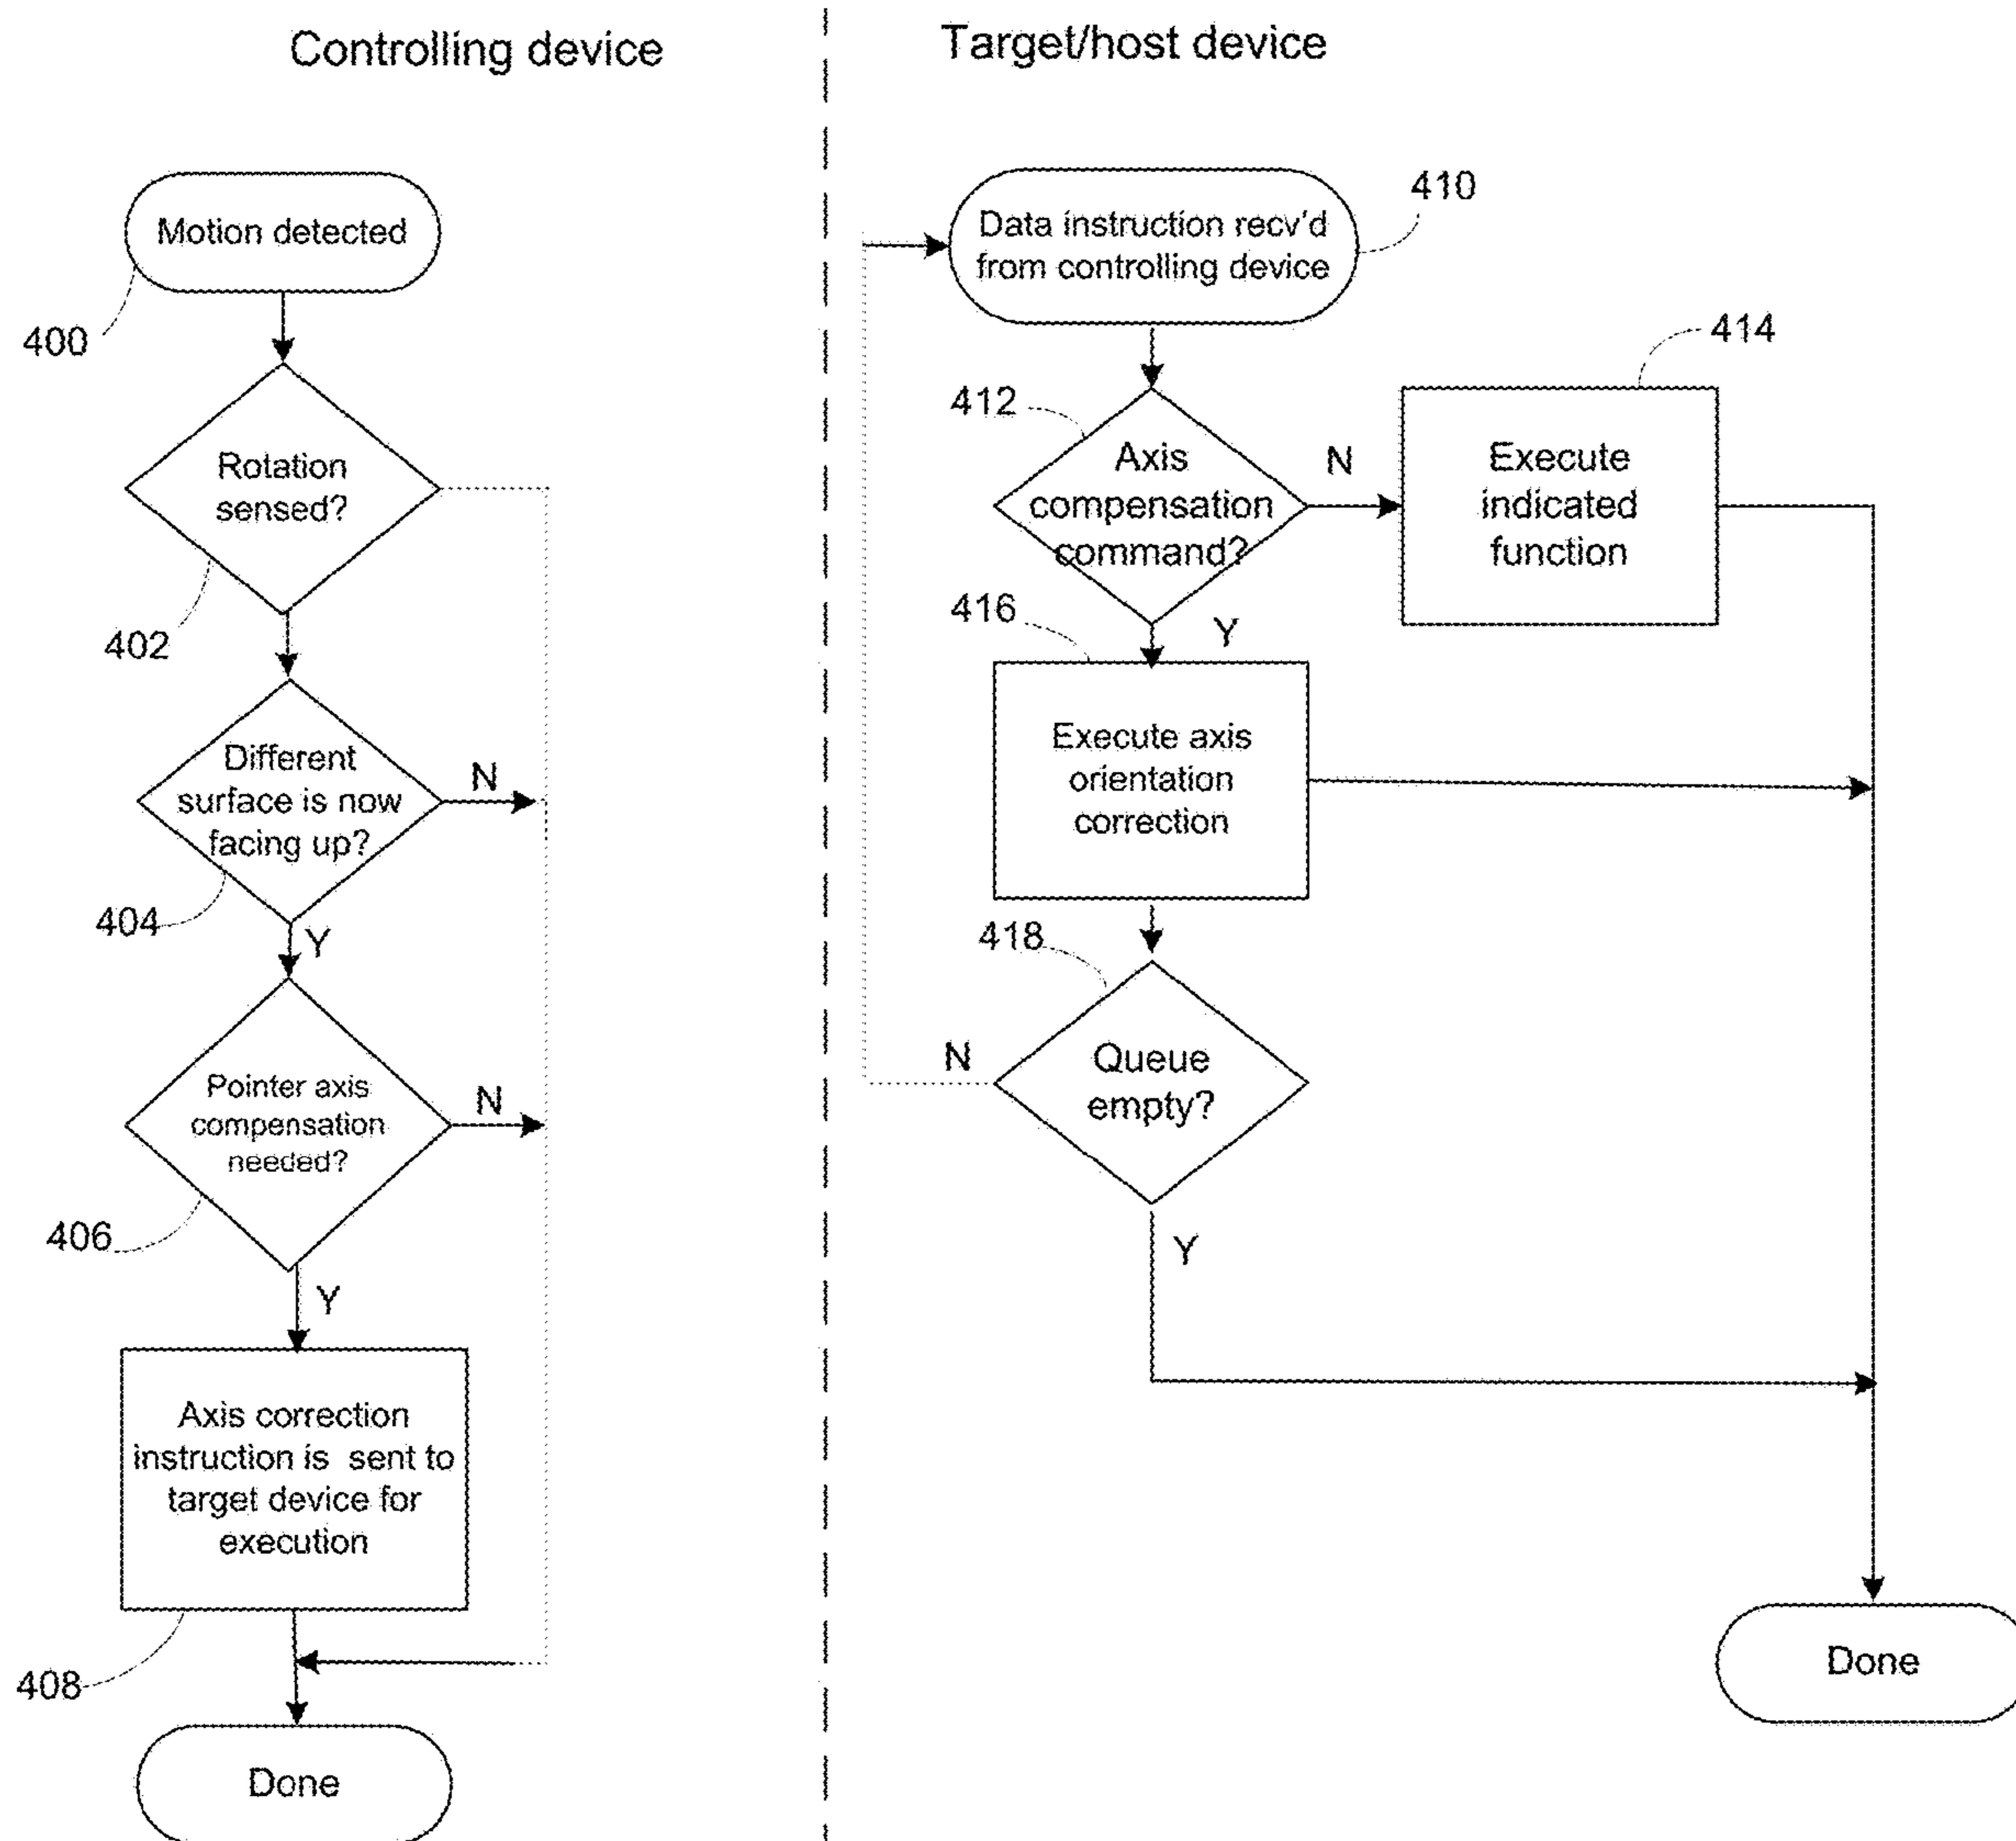 Controlling device
Motion detected
400
Rotation
sensed?
402
Different
surface is now
facing up?
N
404
Y
Pointer axis
compensation
needed?
N
406
Y
Axis correction
instruction is sent to
target device for
execution
408
Done
Target/host device
410
Data instruction recv'd
from controlling device
412
Axis
compensation
command?
N
414
Execute
indicated
function
416
Y
Execute axis
orientation
correction
418
Queue
empty?
N
Y
Done